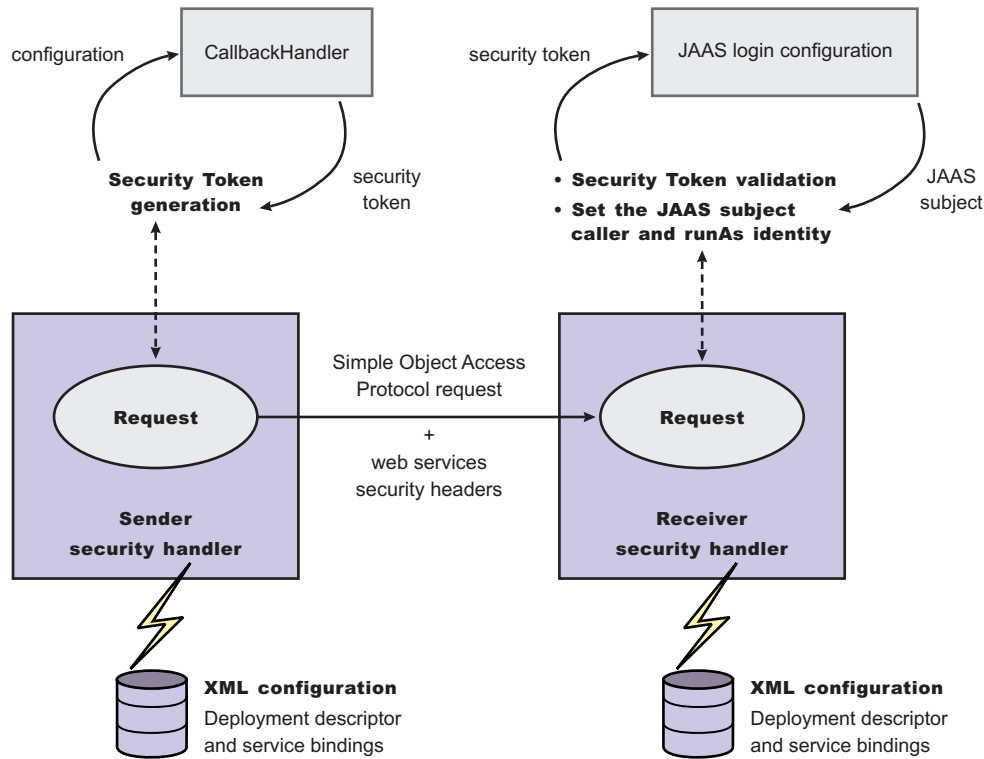 configuration
CallbackHandler
security token
JAAS login configuration
Security Token
generation
security
token
• Security Token validation
• Set the JAAS subject
caller and runAs identity
JAAS
subject
Simple Object Access
Protocol request
Request
+
web services
security headers
Request
Sender
security handler
Receiver
security handler
XML configuration
Deployment descriptor
and service bindings
XML configuration
Deployment descriptor
and service bindings